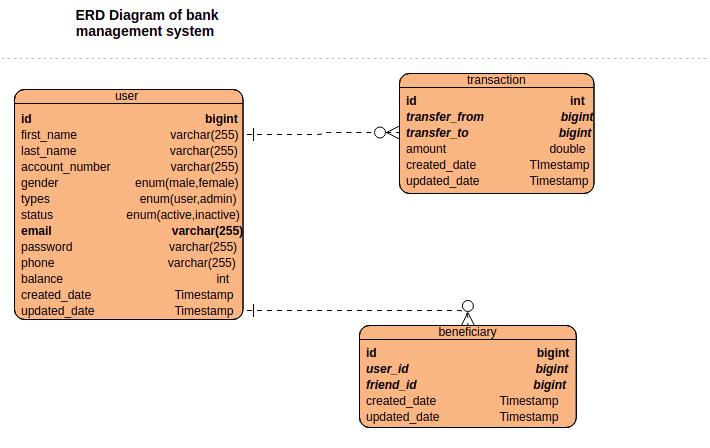 ERD Diagram of bank
management system
user
id bigint
first_name varchar(255)
last_name varchar(255)
account_number varchar(255)
gender enum(male,female)
types enum(user,admin)
status enum(active,inactive)
email varchar(255)
password varchar(255)
phone varchar(255)
balance int
created_date Timestamp
updated_date Timestamp
transaction
id int
transfer_from bigint
transfer_to bigint
amount double
created_date TImestamp
updated_date Timestamp
beneficiary
id bigint
user_id bigint
friend_id bigint
created_date Timestamp
updated_date Timestamp